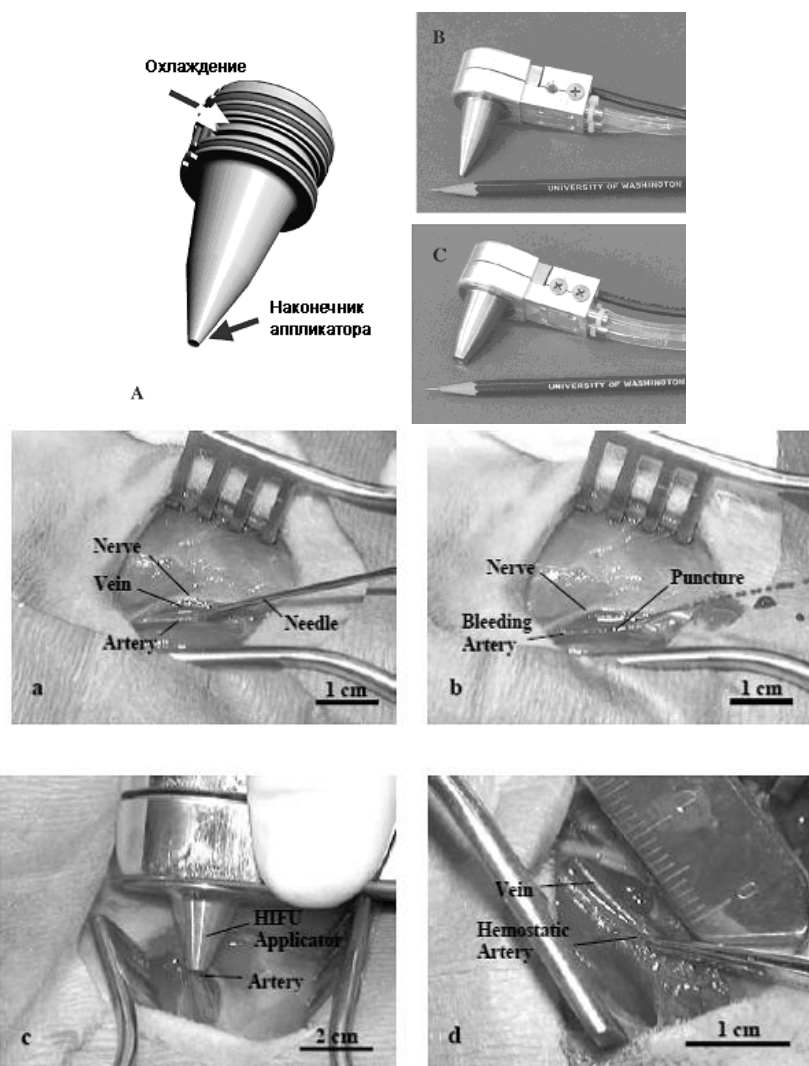 Охлаждение
Наконечник
аппликатора
A
B
UNIVERSITY OF WASHINGTON
C
UNIVERSITY OF WASHINGTON
Nerve
Vein
Artery
Needle
a
1 cm
Nerve
Puncture
Bleeding
Artery
b
1 cm
HIFU
Applicator
Artery
c
2 cm
Vein
Hemostatic
Artery
d
1 cm